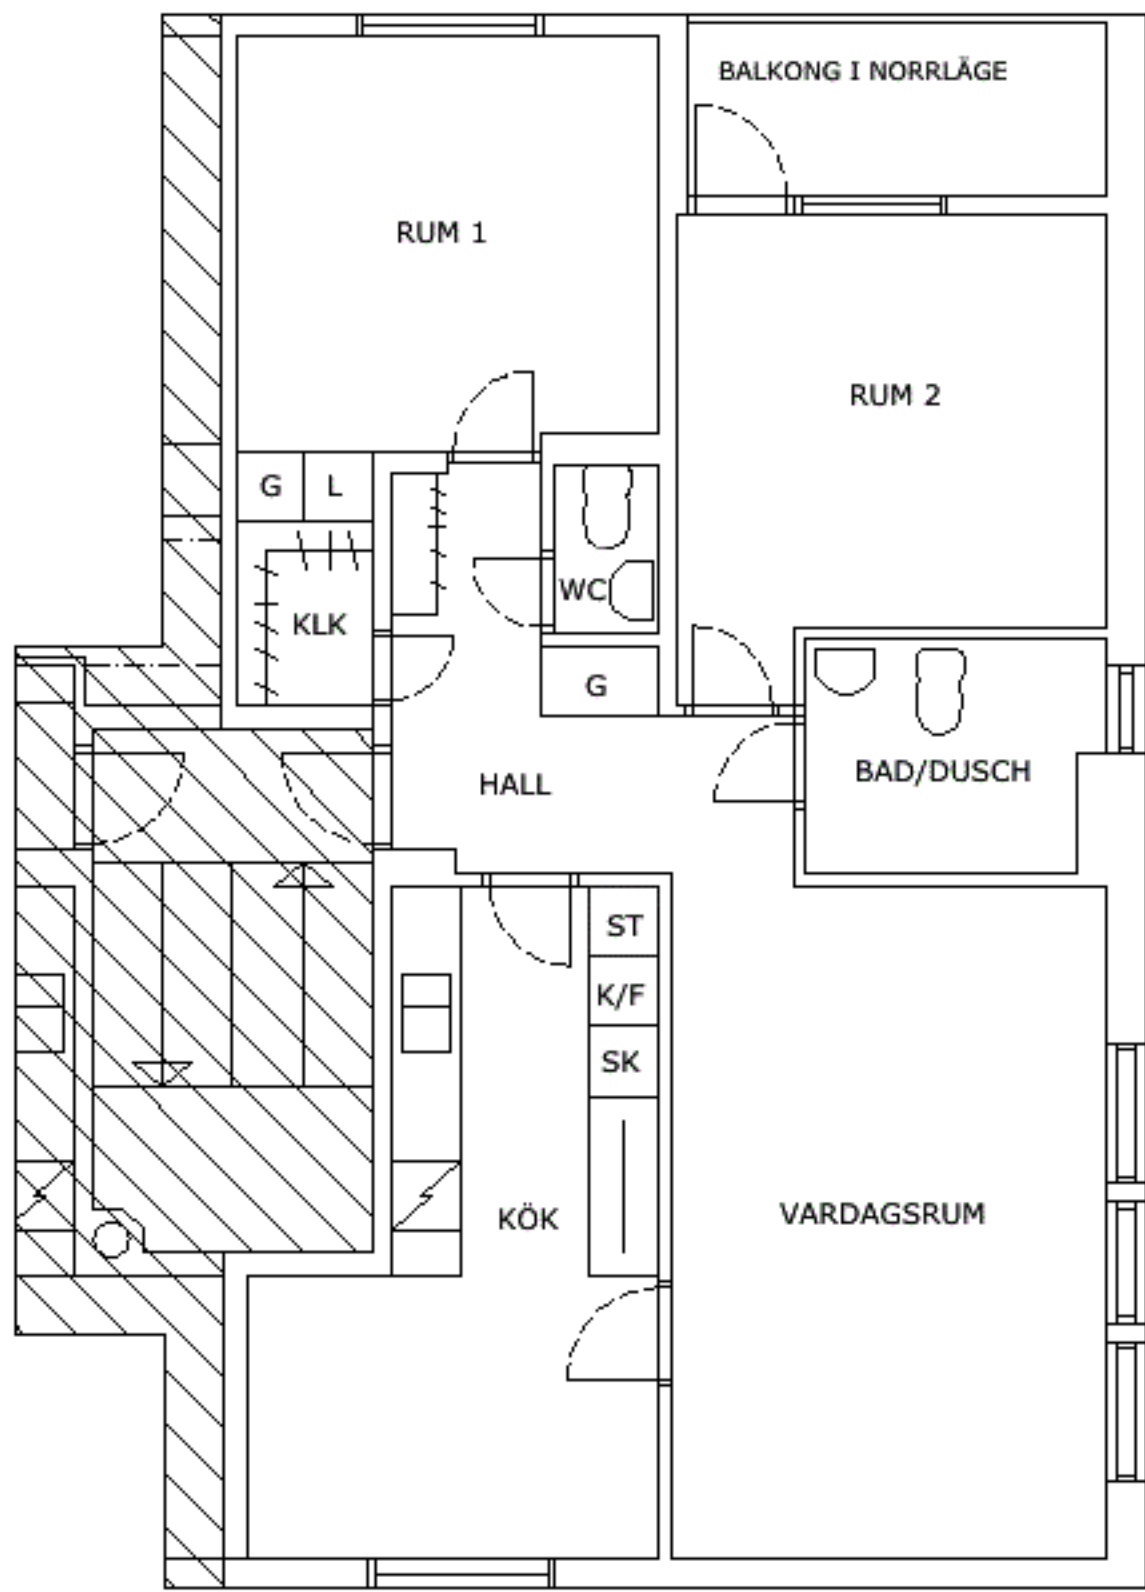 BALKONG I NORRLÄGE
RUM 1
RUM 2
G
L
WC
KLK
G
HALL
BAD/DUSCH
ST
K/F
SK
KÖK
VARDAGSRUM